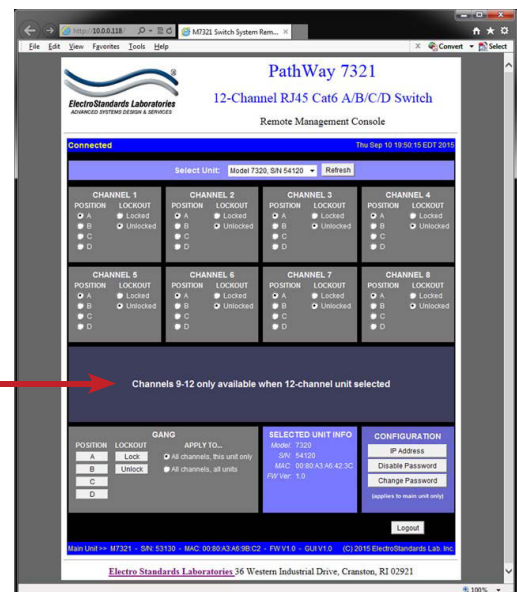 http://10.0.0.118/
M7321 Switch System Rem...
File Edit View Favorites Tools Help
Convert
Select
PathWay 7321
12-Channel RJ45 Cat6 A/B/C/D Switch
Remote Management Console
ElectroStandards Laboratories
ADVANCED SYSTEMS DESIGN & SERVICES
Connected Thu Sep 10 19:50:15 EDT 2015
Select Unit: Model 7320, S/N 54120 Refresh
CHANNEL 1 CHANNEL 2 CHANNEL 3 CHANNEL 4
POSITION LOCKOUT POSITION LOCKOUT POSITION LOCKOUT POSITION LOCKOUT
A Locked A Locked A Locked A Locked
B Unlocked B Unlocked B Unlocked B Unlocked
C C C C
D D D D
CHANNEL 5 CHANNEL 6 CHANNEL 7 CHANNEL 8
POSITION LOCKOUT POSITION LOCKOUT POSITION LOCKOUT POSITION LOCKOUT
A Locked A Locked A Locked A Locked
B Unlocked B Unlocked B Unlocked B Unlocked
C C C C
D D D D
Channels 9-12 only available when 12-channel unit selected
GANG
POSITION LOCKOUT APPLY TO...
A Lock All channels, this unit only
B Unlock All channels, all units
C
D
SELECTED UNIT INFO
Model: 7320
S/N: 54120
MAC: 00:80:A3:A6:42:3C
FW Ver: 1.0
CONFIGURATION
IP Address
Disable Password
Change Password
(applies to main unit only)
Logout
Main Unit >> M7321 - S/N: 53130 - MAC: 00:80:A3:A6:9B:C2 - FW V1.0 - GUI V1.0 (C) 2015 ElectroStandards Lab. Inc.
Electro Standards Laboratories 36 Western Industrial Drive, Cranston, RI 02921
100%